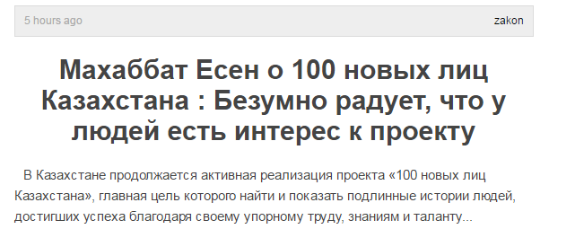 5 hours ago zakon
Махаббат Есен о 100 новых лиц
Казахстана : Безумно радует, что у
людей есть интерес к проекту
В Казахстане продолжается активная реализация проекта «100 новых лиц
Казахстана», главная цель которого найти и показать подлинные истории людей,
достигших успеха благодаря своему упорному труду, знаниям и таланту...